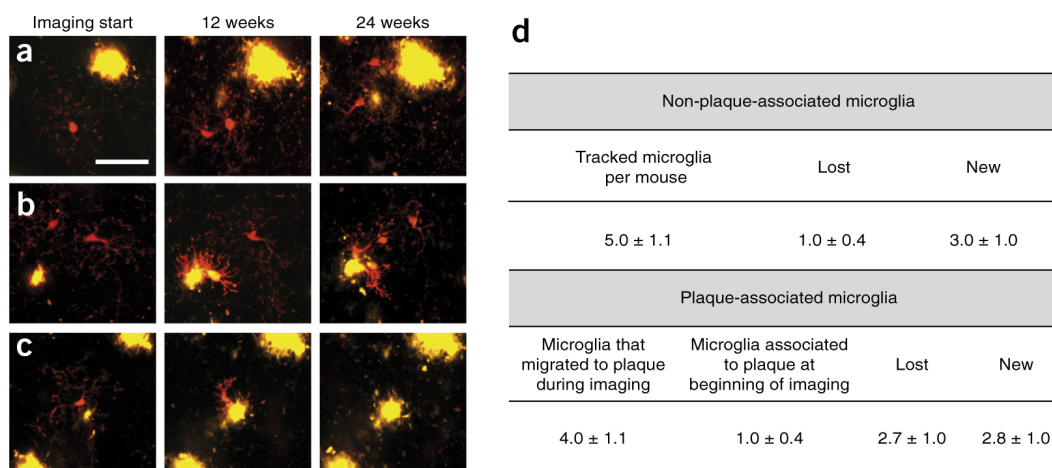 Imaging start 12 weeks 24 weeks
a
b
c
d
Non-plaque-associated microglia
Tracked microglia
per mouse
Lost
New
5.0 ± 1.1 1.0 ± 0.4 3.0 ± 1.0
Plaque-associated microglia
Microglia that
migrated to plaque
during imaging
Microglia associated
to plaque at
beginning of imaging
Lost
New
4.0 ± 1.1 1.0 ± 0.4 2.7 ± 1.0 2.8 ± 1.0